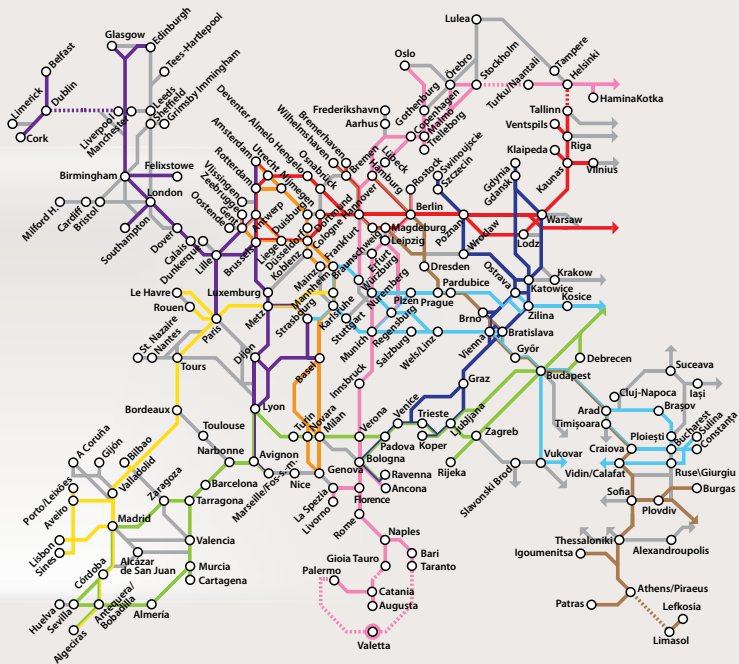 Lulea
Glasgow
Edinburgh
Belfast
Tees-Hartlepool
Oslo
Örebro
Stockholm
Tampere
Helsinki
Limerick
Dublin
Leeds
Sheffield
Grimsby/Immingham
Gothenburg
Turku/Naantali
HaminaKotka
Cork
Liverpool
Manchester
Deventer
Almelo
Hengelo
Frederikshavn
Aarhus
Copenhagen
Malmö
Trelleborg
Tallinn
Ventspils
Riga
Wilhelmshaven
Bremerhaven
Bremen
Lübeck
Hamburg
Klaipeda
Vilnius
Kaunas
Birmingham
Felixstowe
Amsterdam
Utrecht
Rotterdam
Nijmegen
Osnabrück
Rostock
Swinoujscie
Szczecin
Gdynia
Gdansk
London
Vlissingen
Zeebrugge
Gent
Oostende
Antwerp
Duisburg
Düsseldorf
Dortmund
Cologne
Hannover
Berlin
Magdeburg
Leipzig
Poznań
Warsaw
Milford H.
Cardiff
Bristol
Southampton
Dover
Calais
Dunkerque
Lille
Brussels
Liege
Koblenz
Frankfurt
Braunschweig
Erfurt
Würzburg
Nuremberg
Dresden
Wrocław
Lodz
Krakow
Katowice
Ostrava
Luxemburg
Mainz
Mannheim
Metz
Strasbourg
Karlsruhe
Stuttgart
Munich
Regensburg
Plzen
Prague
Pardubice
Brno
Zilina
Kosice
Le Havre
Rouen
Paris
St. Nazaire
Nantes
Tours
Dijon
Basel
Innsbruck
Salzburg
Wels/Linz
Vienna
Bratislava
Győr
Debrecen
Budapest
Suceava
Graz
Cluj-Napoca
Iași
Bordeaux
Toulouse
Lyon
Turin
Novara
Milan
Verona
Venice
Trieste
Ljubljana
Padova
Koper
Zagreb
Timișoara
Arad
Brașov
Bucharest
Sulina
Constanța
Ploiești
Craiova
A Coruña
Gijón
Bilbao
Narbonne
Avignon
Marseille/Fos-s.-m.
Nice
Genova
Bologna
Ravenna
Ancona
Rijeka
Slavonski Brod
Vukovar
Vidin/Calafat
Ruse/Giurgiu
Porto/Leixões
Valladolid
Zaragoza
Barcelona
Tarragona
La Spezia
Livorno
Florence
Rome
Sofia
Burgas
Plovdiv
Aveiro
Madrid
Lisbon
Sines
Valencia
Alcázar
de San Juan
Naples
Bari
Taranto
Gioia Tauro
Thessaloniki
Alexandroupolis
Igoumenitsa
Córdoba
Murcia
Cartagena
Palermo
Catania
Augusta
Athens/Piraeus
Patras
Lefkosia
Limasol
Huelva
Sevilla
Antequera/
Bobadilla
Almería
Algeciras
Valetta